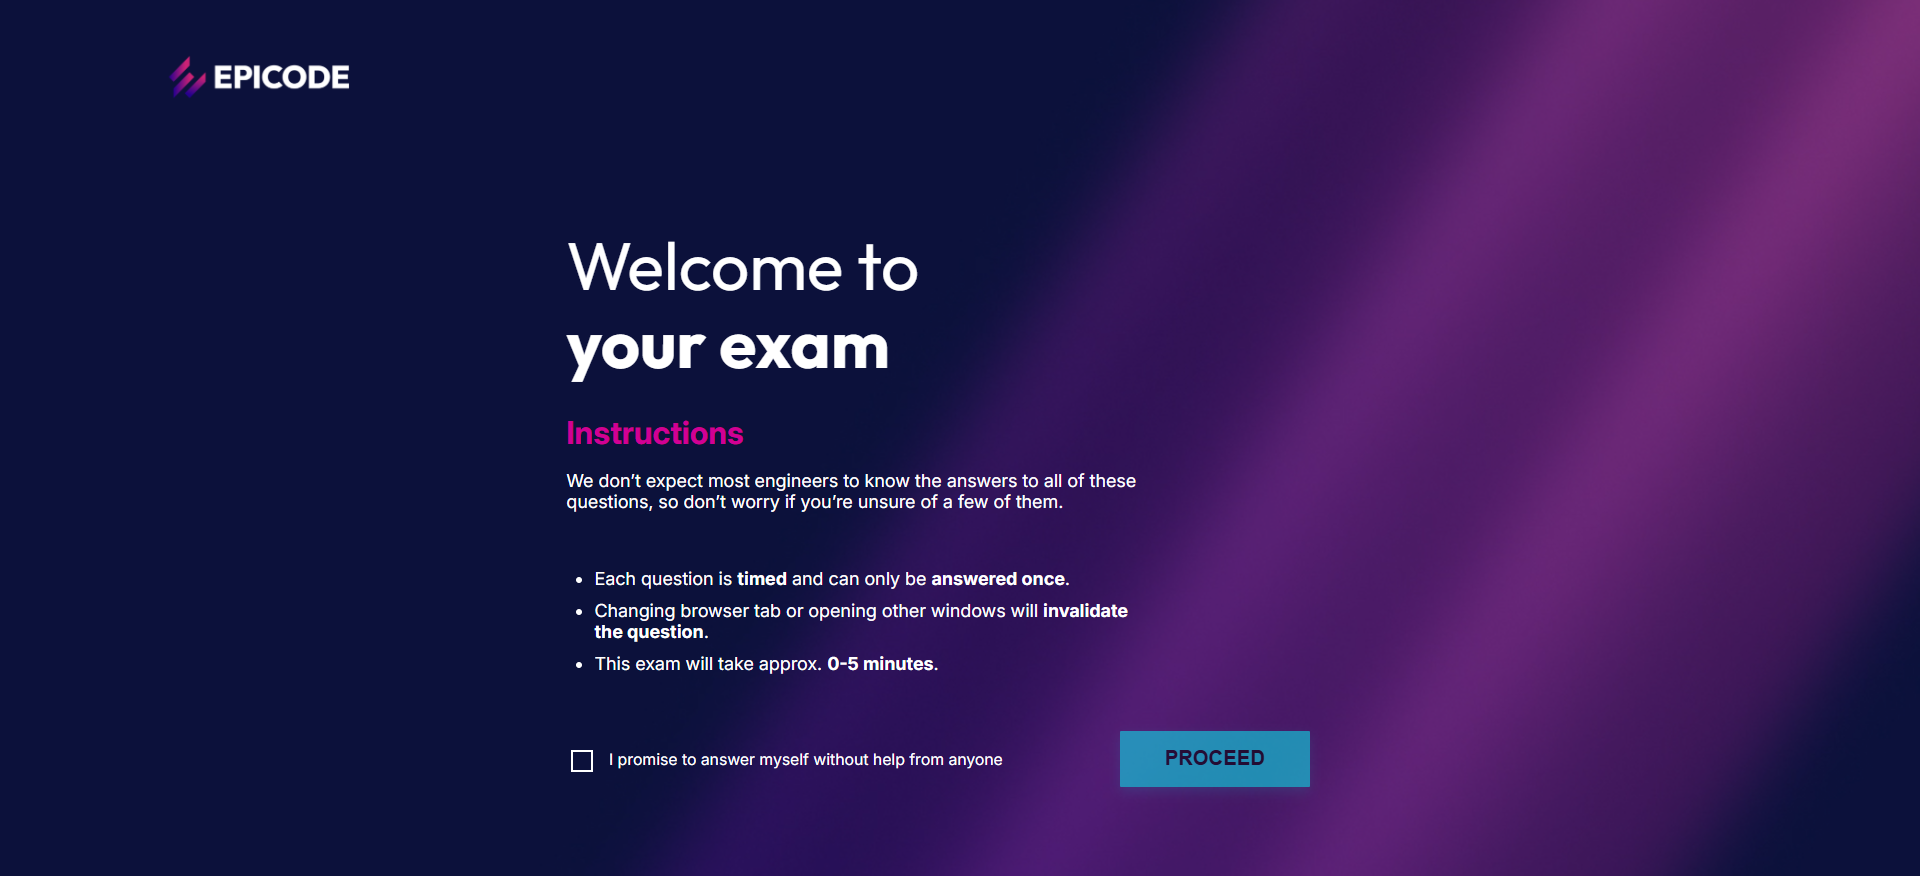 EPICODE
Welcome to
your exam
Instructions
We don’t expect most engineers to know the answers to all of these
questions, so don’t worry if you’re unsure of a few of them.
Each question is timed and can only be answered once.
Changing browser tab or opening other windows will invalidate
the question.
This exam will take approx. 0-5 minutes.
I promise to answer myself without help from anyone
PROCEED